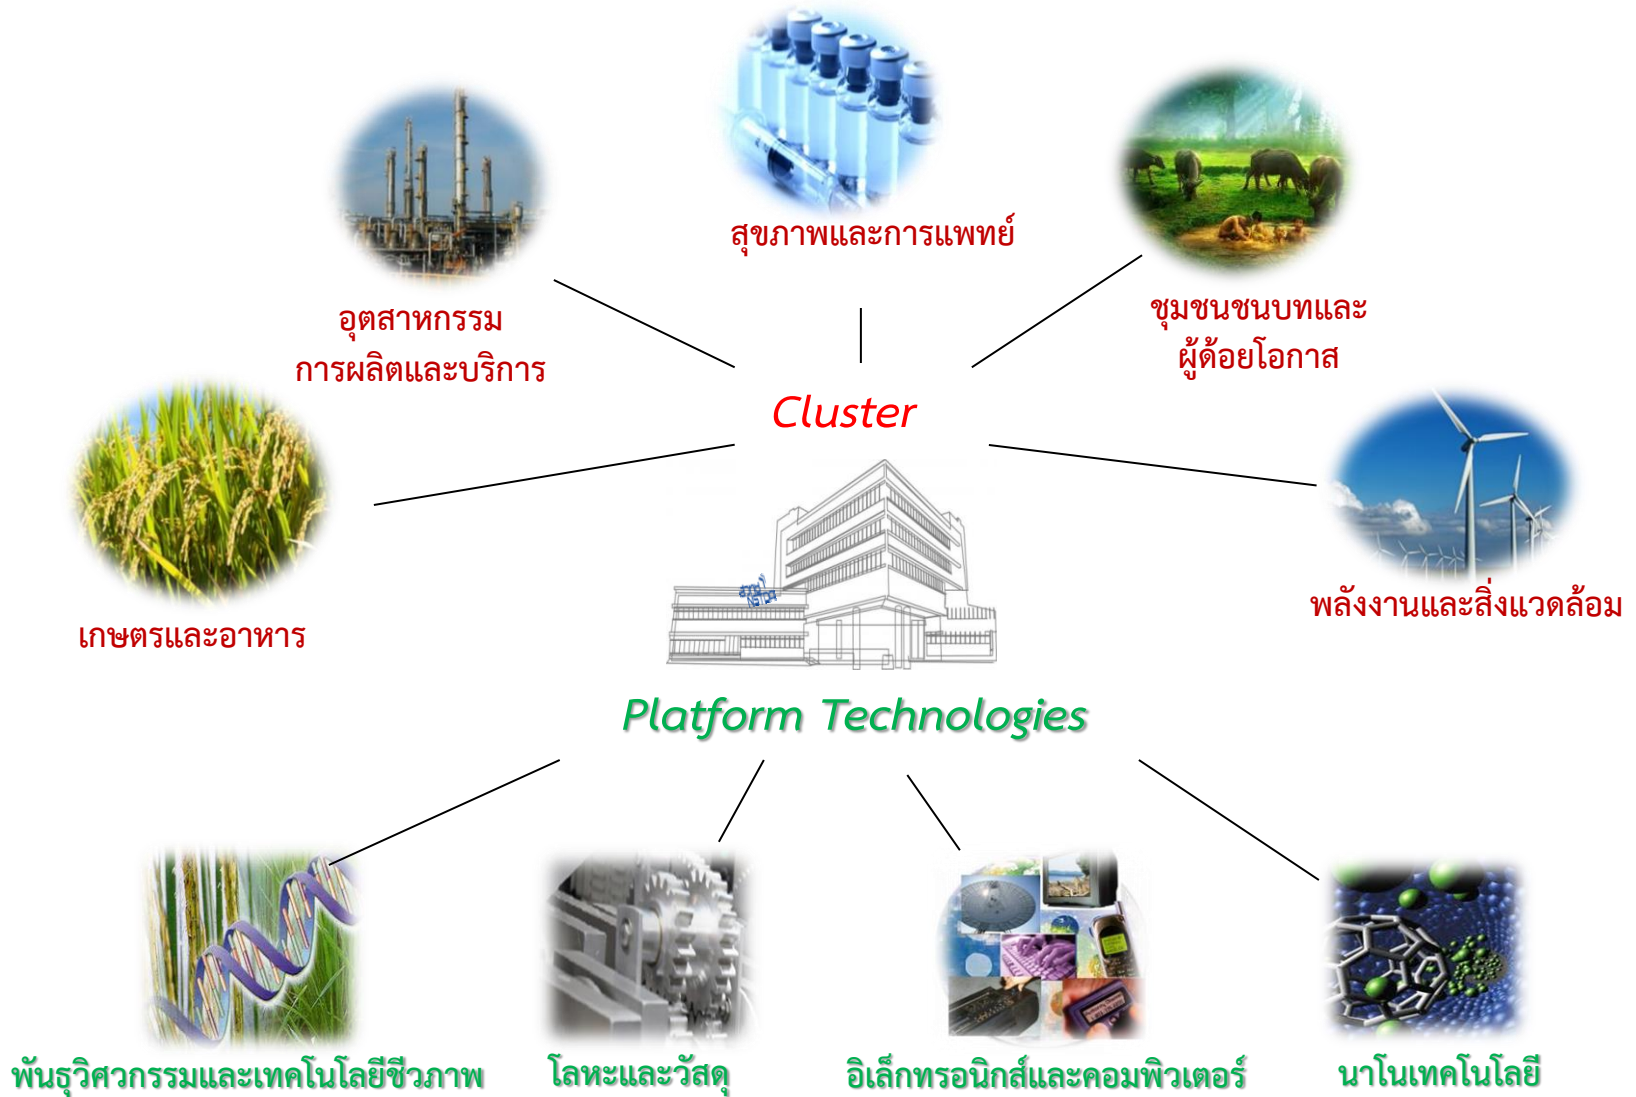 สุขภาพและการแพทย์
อุตสาหกรรม
การผลิตและบริการ
ชุมชนชนบทและ
ผู้ด้อยโอกาส
Cluster
เกษตรและอาหาร
พลังงานและสิ่งแวดล้อม
สวทช
NSTDA
Platform Technologies
พันธุวิศวกรรมและเทคโนโลยีชีวภาพ
โลหะและวัสดุ
อิเล็กทรอนิกส์และคอมพิวเตอร์
นาโนเทคโนโลยี